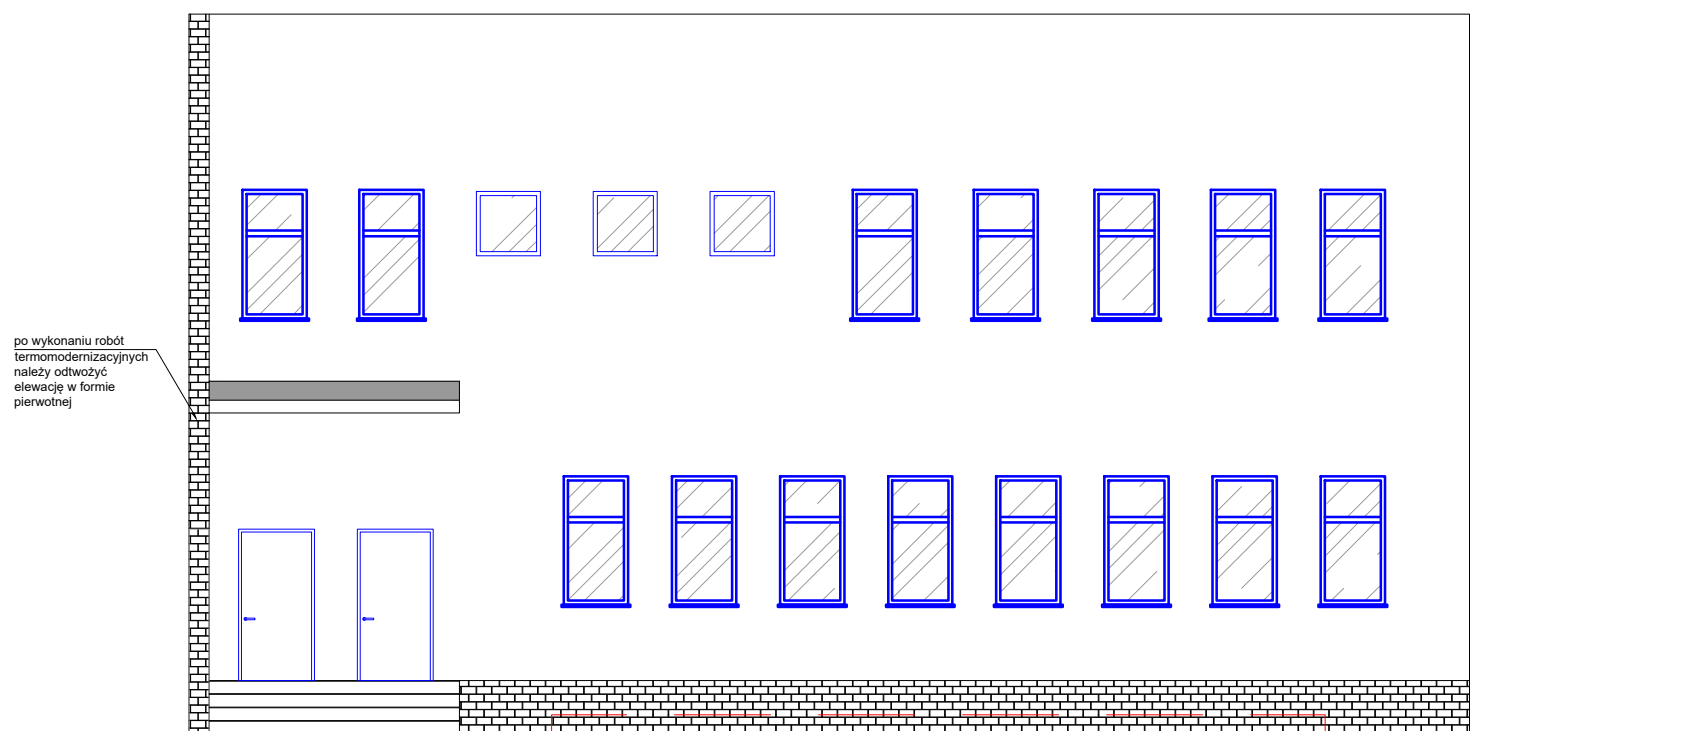 po wykonaniu robót
termomodernizacyjnych
należy odtwożyć
elewację w formie
pierwotnej